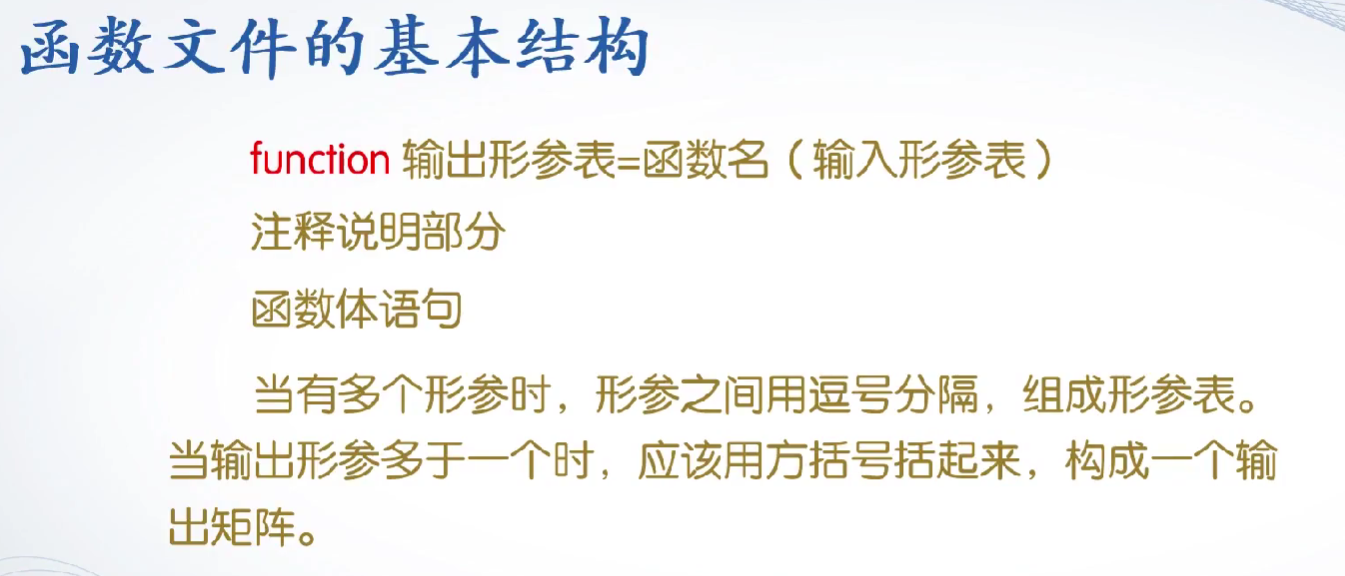 函数文件的基本结构
function 输出形参表=函数名（输入形参表）
注释说明部分
函数体语句
当有多个形参时，形参之间用逗号分隔，组成形参表。
当输出形参多于一个时，应该用方括号括起来，构成一个输
出矩阵。